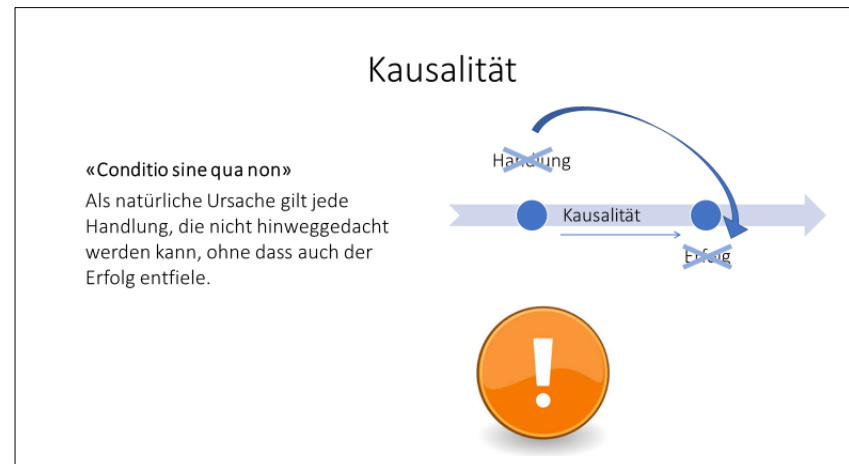 Kausalität
«Conditio sine qua non»
Als natürliche Ursache gilt jede
Handlung, die nicht hinweggedacht
werden kann, ohne dass auch der
Erfolg entfiele.
Handlung
Kausalität
Erfolg
!